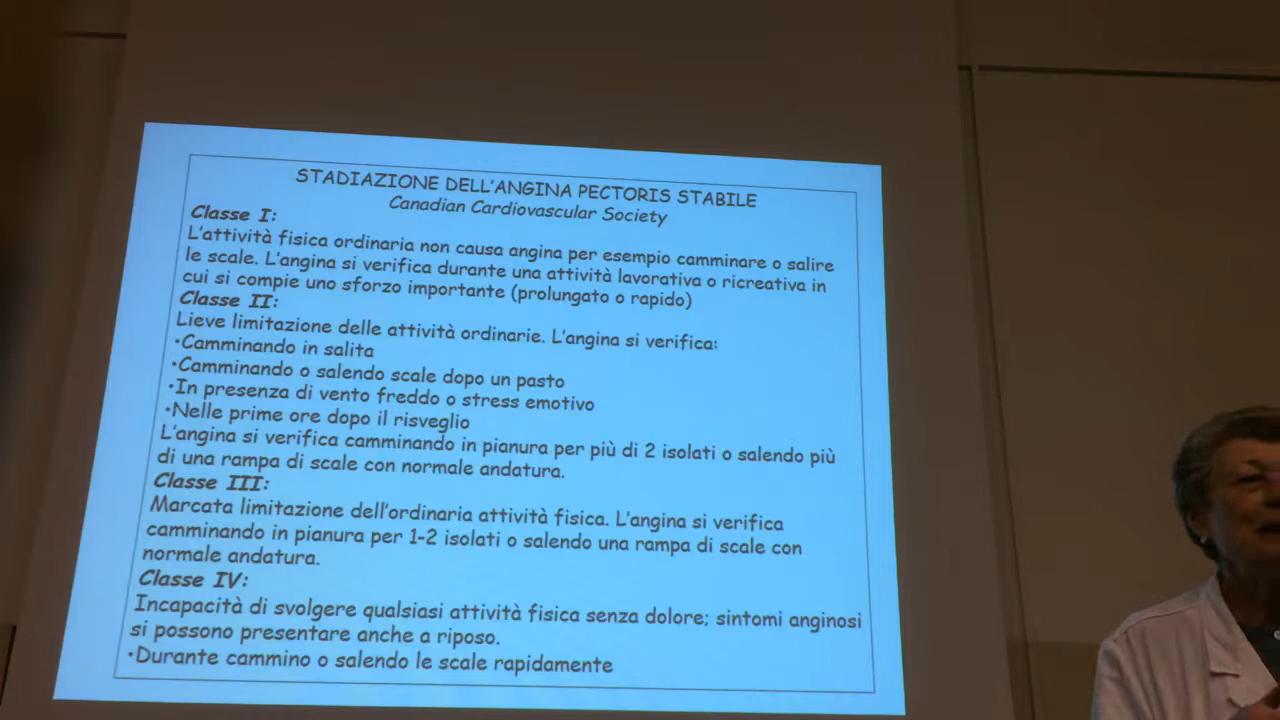 STADIAZIONE DELL'ANGINA PECTORIS STABILE
Canadian Cardiovascular Society
Classe I:
L'attività fisica ordinaria non causa angina per esempio camminare o salire
le scale. L'angina si verifica durante una attività lavorativa o ricreativa in
cui si compie uno sforzo importante (prolungato o rapido)
Classe II:
Lieve limitazione delle attività ordinarie. L'angina si verifica:
•Camminando in salita
•Camminando o salendo scale dopo un pasto
•In presenza di vento freddo o stress emotivo
•Nelle prime ore dopo il risveglio
L'angina si verifica camminando in pianura per più di 2 isolati o salendo più
di una rampa di scale con normale andatura.
Classe III:
Marcata limitazione dell'ordinaria attività fisica. L'angina si verifica
camminando in pianura per 1-2 isolati o salendo una rampa di scale con
normale andatura.
Classe IV:
Incapacità di svolgere qualsiasi attività fisica senza dolore; sintomi anginosi
si possono presentare anche a riposo.
•Durante cammino o salendo le scale rapidamente